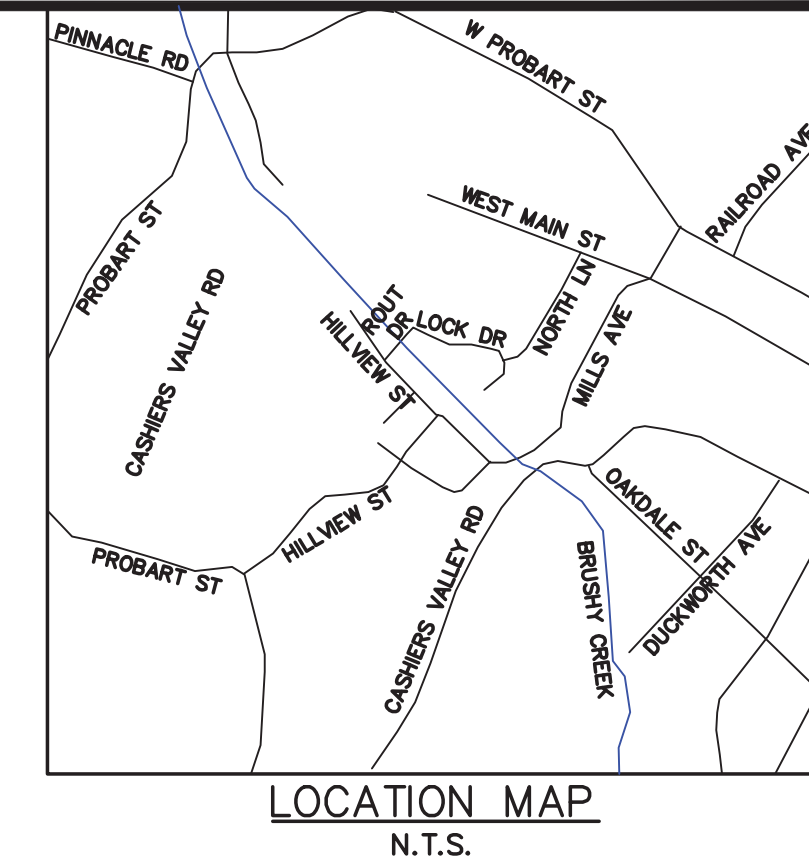 PINNACLE RD
W PROBART ST
RAILROAD AVE
WEST MAIN ST
PROBART ST
CASHIERS VALLEY RD
ROUT
DR
LOCK DR
NORTH LN
HILLVIEW ST
MILLS AVE
HILLVIEW ST
PROBART ST
CASHIERS VALLEY RD
OAKDALE ST
DUCKWORTH AVE
BRUSHY CREEK
LOCATION MAP
N.T.S.